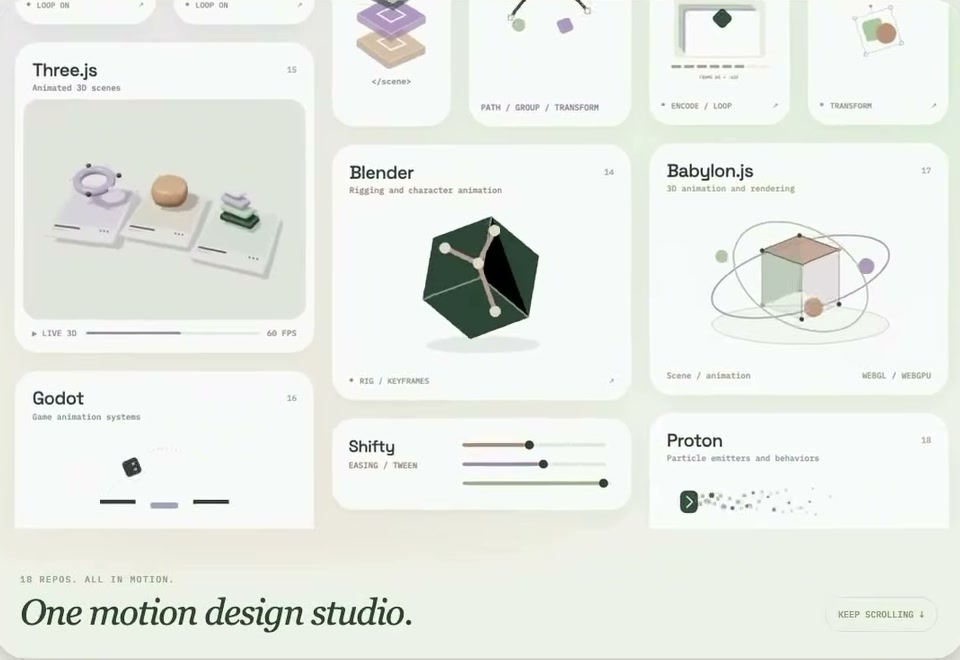 LOOP ON
LOOP ON
Three.js
15
Animated 3D scenes
▶ LIVE 3D
60 FPS
Godot
16
Game animation systems
</scene>
PATH / GROUP / TRANSFORM
Blender
14
Rigging and character animation
RIG / KEYFRAMES
Shifty
EASING / TWEEN
ENCODE / LOOP
TRANSFORM
Babylon.js
17
3D animation and rendering
Scene / animation
WEBGL / WEBGPU
Proton
18
Particle emitters and behaviors
18 REPOS. ALL IN MOTION.
One motion design studio.
KEEP SCROLLING ↓